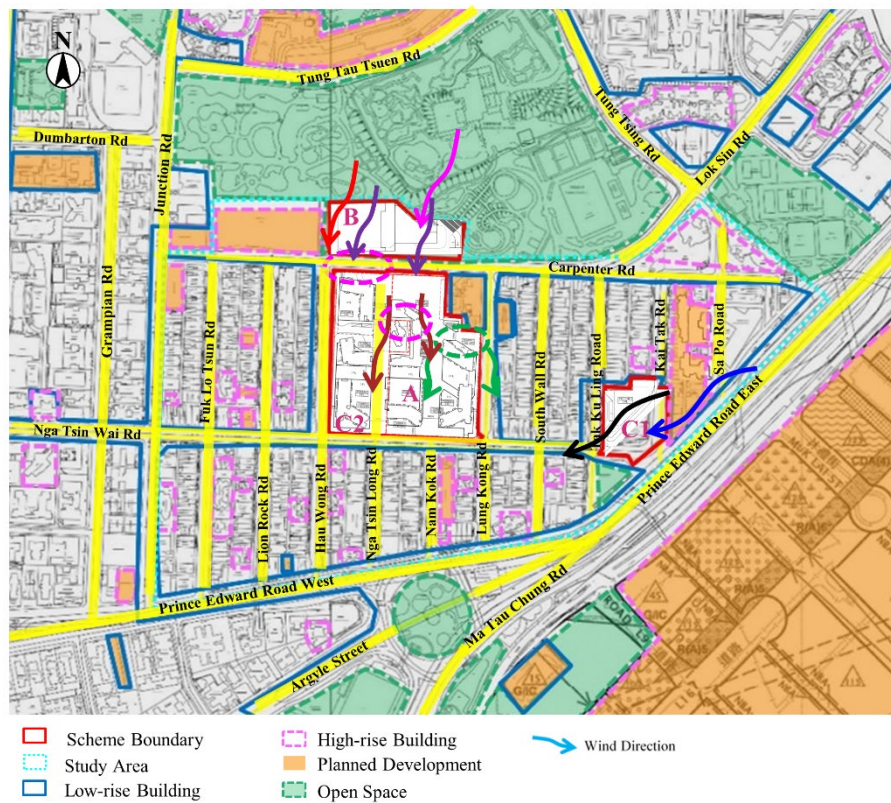 N
Tung Tau Tsuen Rd
Dumbarton Rd
Junction Rd
Tung Tsing Rd
Lok Sin Rd
B
Carpenter Rd
Grampian Rd
Fuk Lo Tsun Rd
Kai Tak Rd
Sa Po Road
South Wall Rd
A
C2
C1
Nga Tsin Wai Rd
Prince Edward Road East
Lion Rock Rd
Hau Wong Rd
Nga Tsin Long Rd
Nam Kok Rd
Lung Kong Rd
Prince Edward Road West
Ma Tau Chung Rd
Argyle Street
G/IC
Scheme Boundary
Study Area
Low-rise Building
High-rise Building
Planned Development
Open Space
Wind Direction